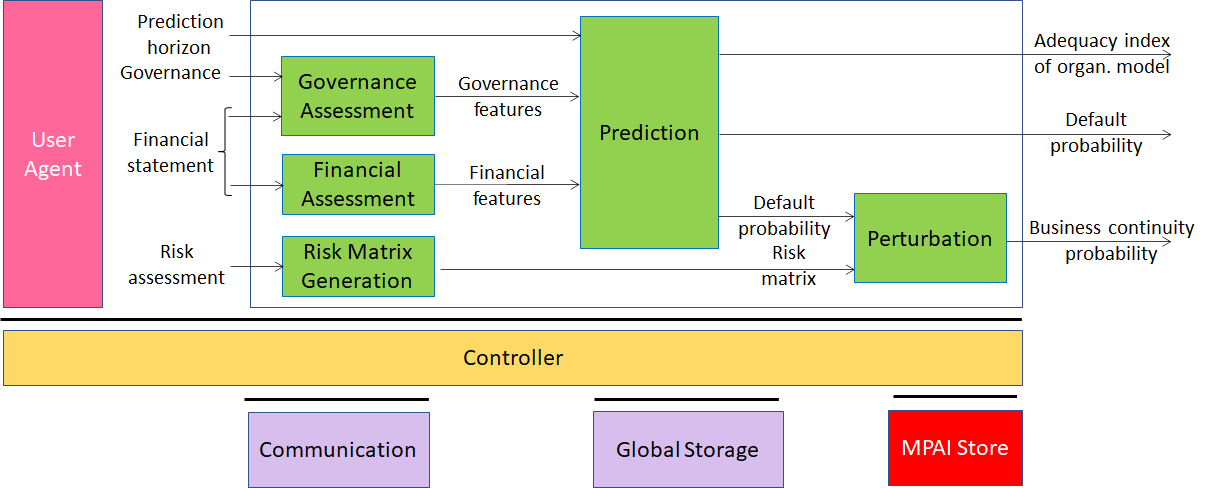 Prediction
horizon
Governance
Financial
statement
Risk
assessment
User
Agent
Governance
Assessment
Financial
Assessment
Risk Matrix
Generation
Governance
features
Financial
features
Prediction
Default
probability
Risk
matrix
Perturbation
Adequacy index
of organ. model
Default
probability
Business continuity
probability
Controller
Communication
Global Storage
MPAI Store